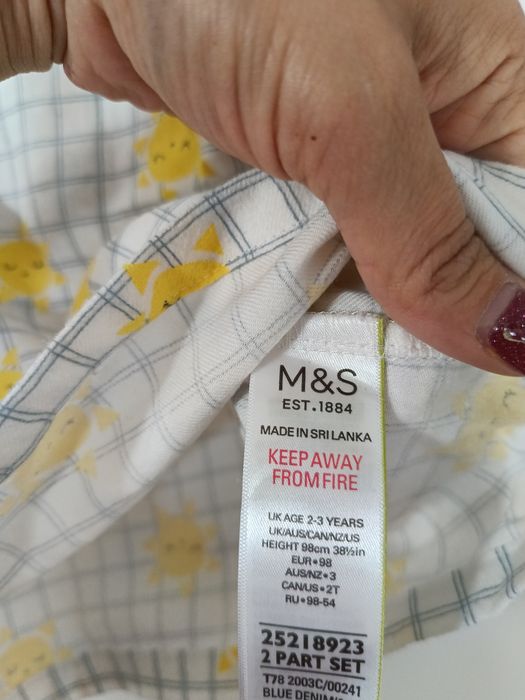 M&S
EST.1884
MADE IN SRI LANKA
KEEP AWAY
FROM FIRE
UK AGE 2-3 YEARS
UK/AUS/CAN/NZ/US
HEIGHT 98cm 38½in
EUR•98
AUS/NZ•3
CAN/US•2T
RU•98-54
25218923
2 PART SET
T78 2003C/00241
BLUE DENIM/